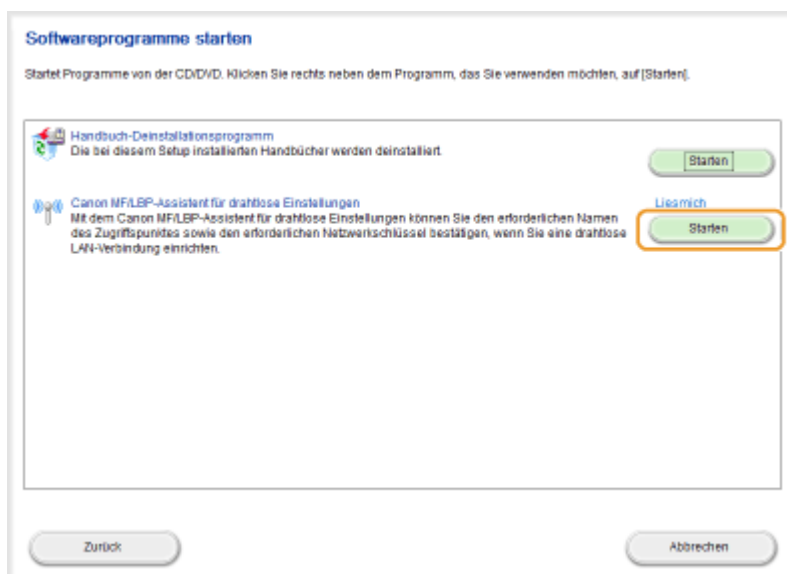 Softwareprogramme starten
Startet Programme von der CD/DVD. Klicken Sie rechts neben dem Programm, das Sie verwenden möchten, auf [Starten].
Handbuch-Deinstallationsprogramm
Die bei diesem Setup installierten Handbücher werden deinstalliert.
Starten
Canon MF/LBP-Assistent für drahtlose Einstellungen
Liesmich
Mit dem Canon MF/LBP-Assistent für drahtlose Einstellungen können Sie den erforderlichen Namen
des Zugriffspunktes sowie den erforderlichen Netzwerkschlüssel bestätigen, wenn Sie eine drahtlose
LAN-Verbindung einrichten.
Starten
Zurück
Abbrechen